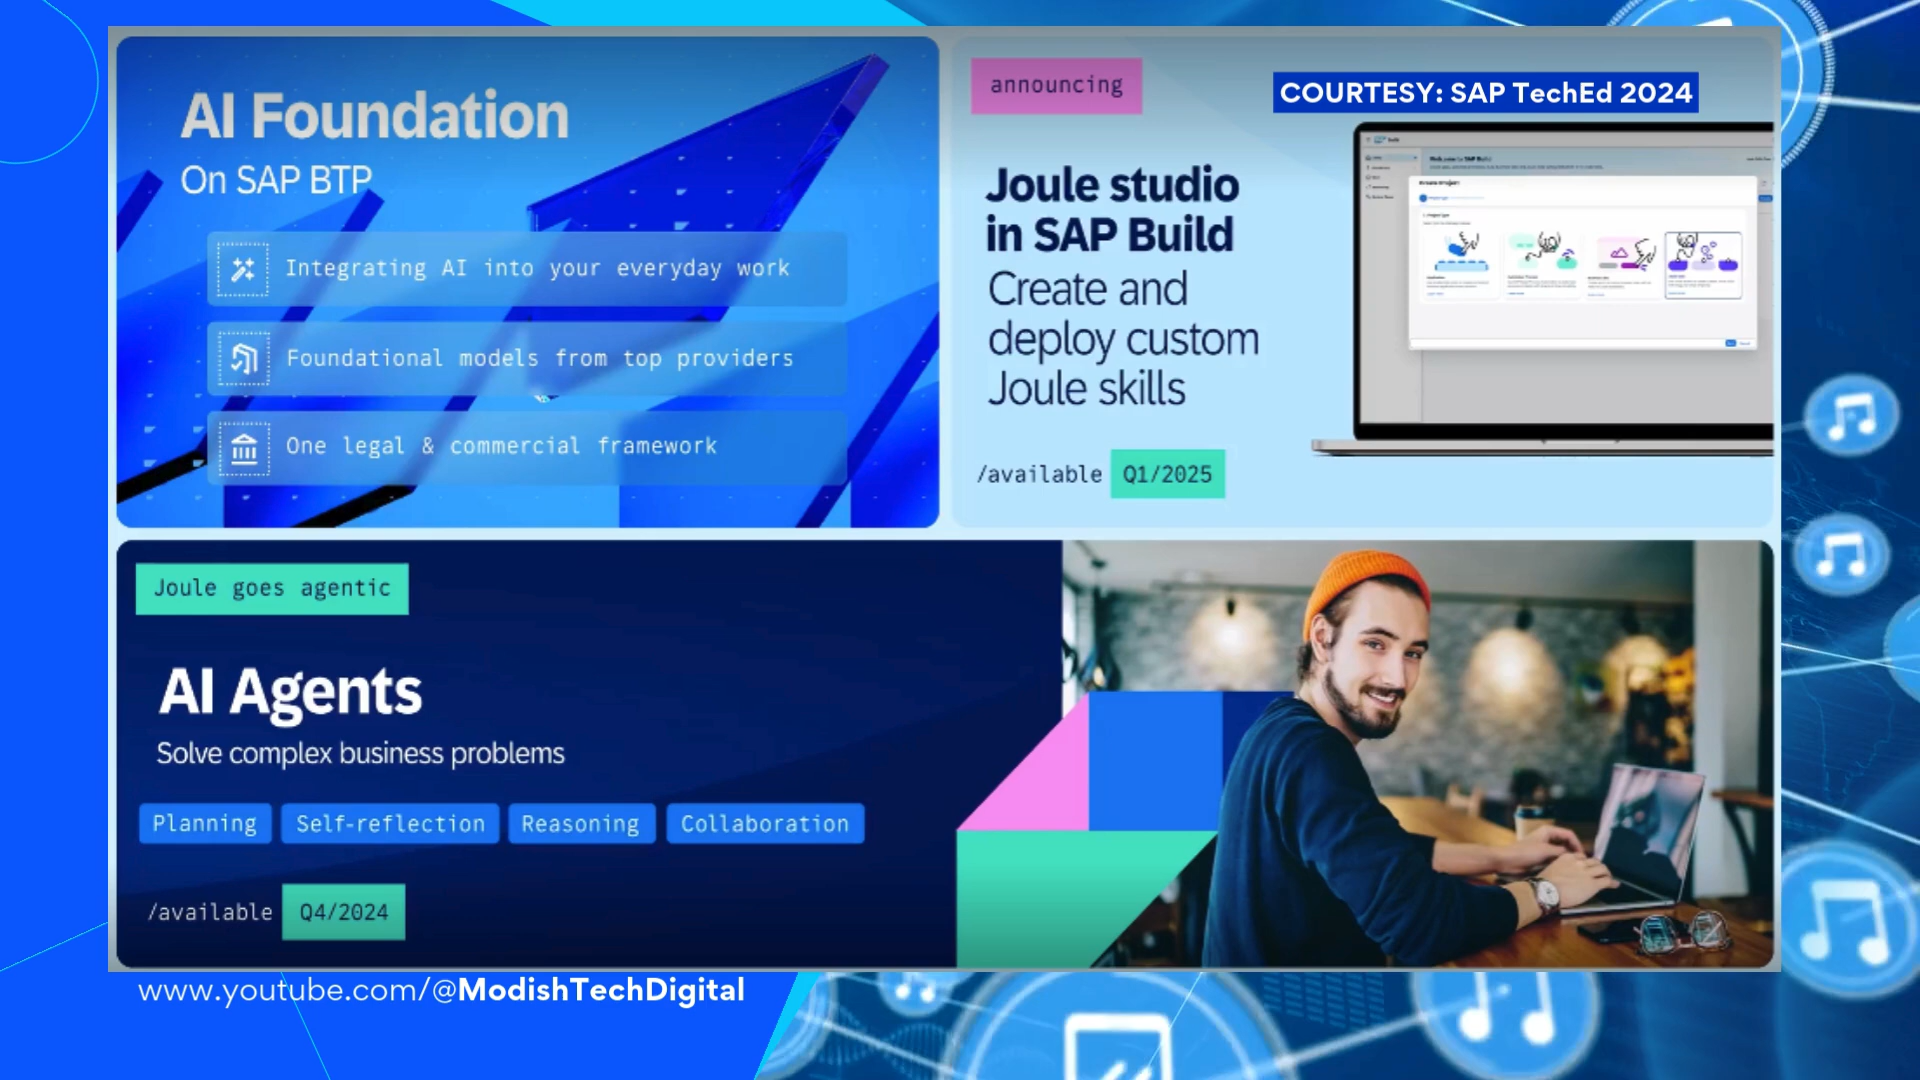 AI Foundation
On SAP BTP
Integrating AI into your everyday work
Foundational models from top providers
One legal & commercial framework
announcing
COURTESY: SAP TechEd 2024
Joule studio
in SAP Build
Create and
deploy custom
Joule skills
/available Q1/2025
Joule goes agentic
AI Agents
Solve complex business problems
Planning Self-reflection Reasoning Collaboration
/available Q4/2024
www.youtube.com/@ModishTechDigital